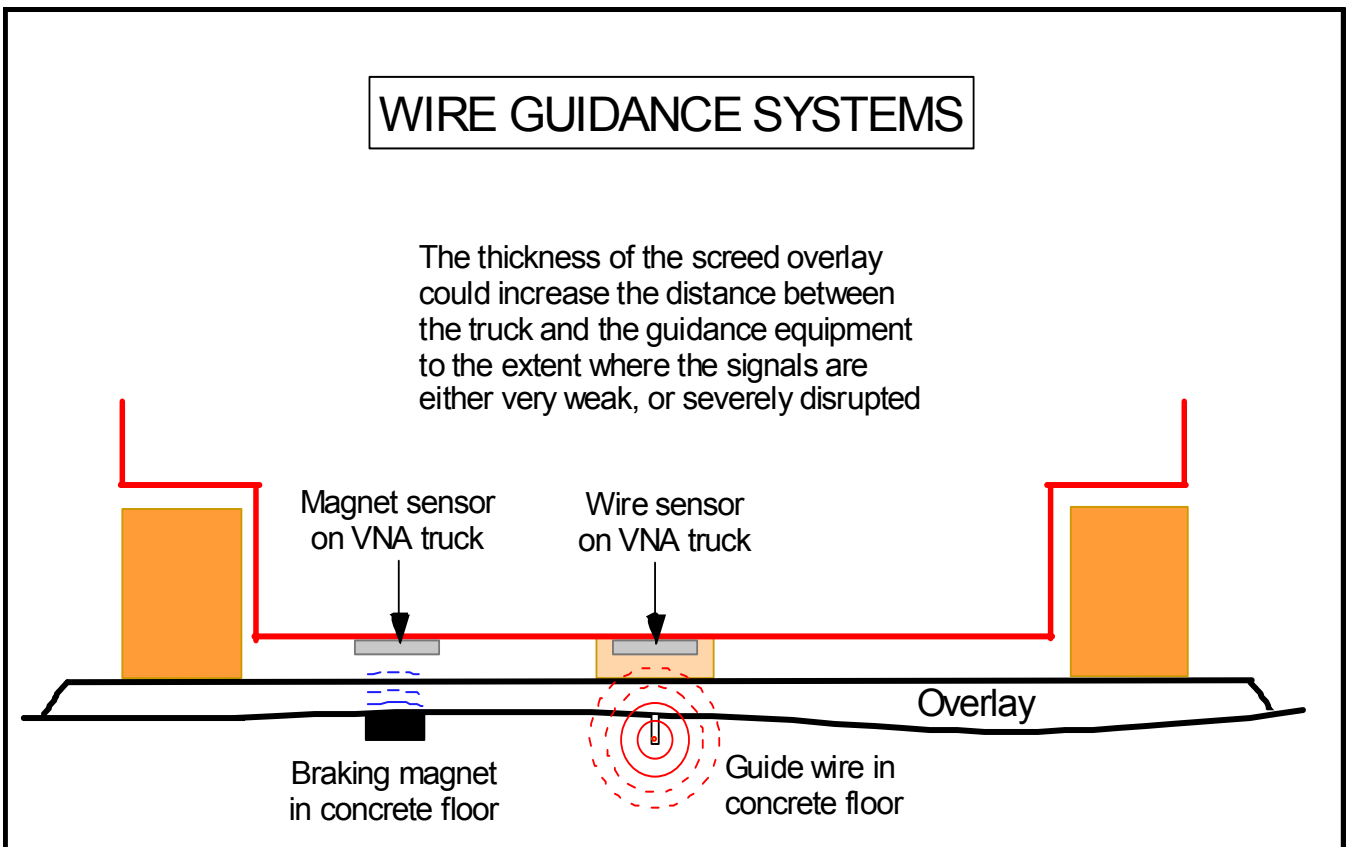 WIRE GUIDANCE SYSTEMS
The thickness of the screed overlay
could increase the distance between
the truck and the guidance equipment
to the extent where the signals are
either very weak, or severely disrupted
Magnet sensor
on VNA truck
Wire sensor
on VNA truck
Overlay
Braking magnet
in concrete floor
Guide wire in
concrete floor